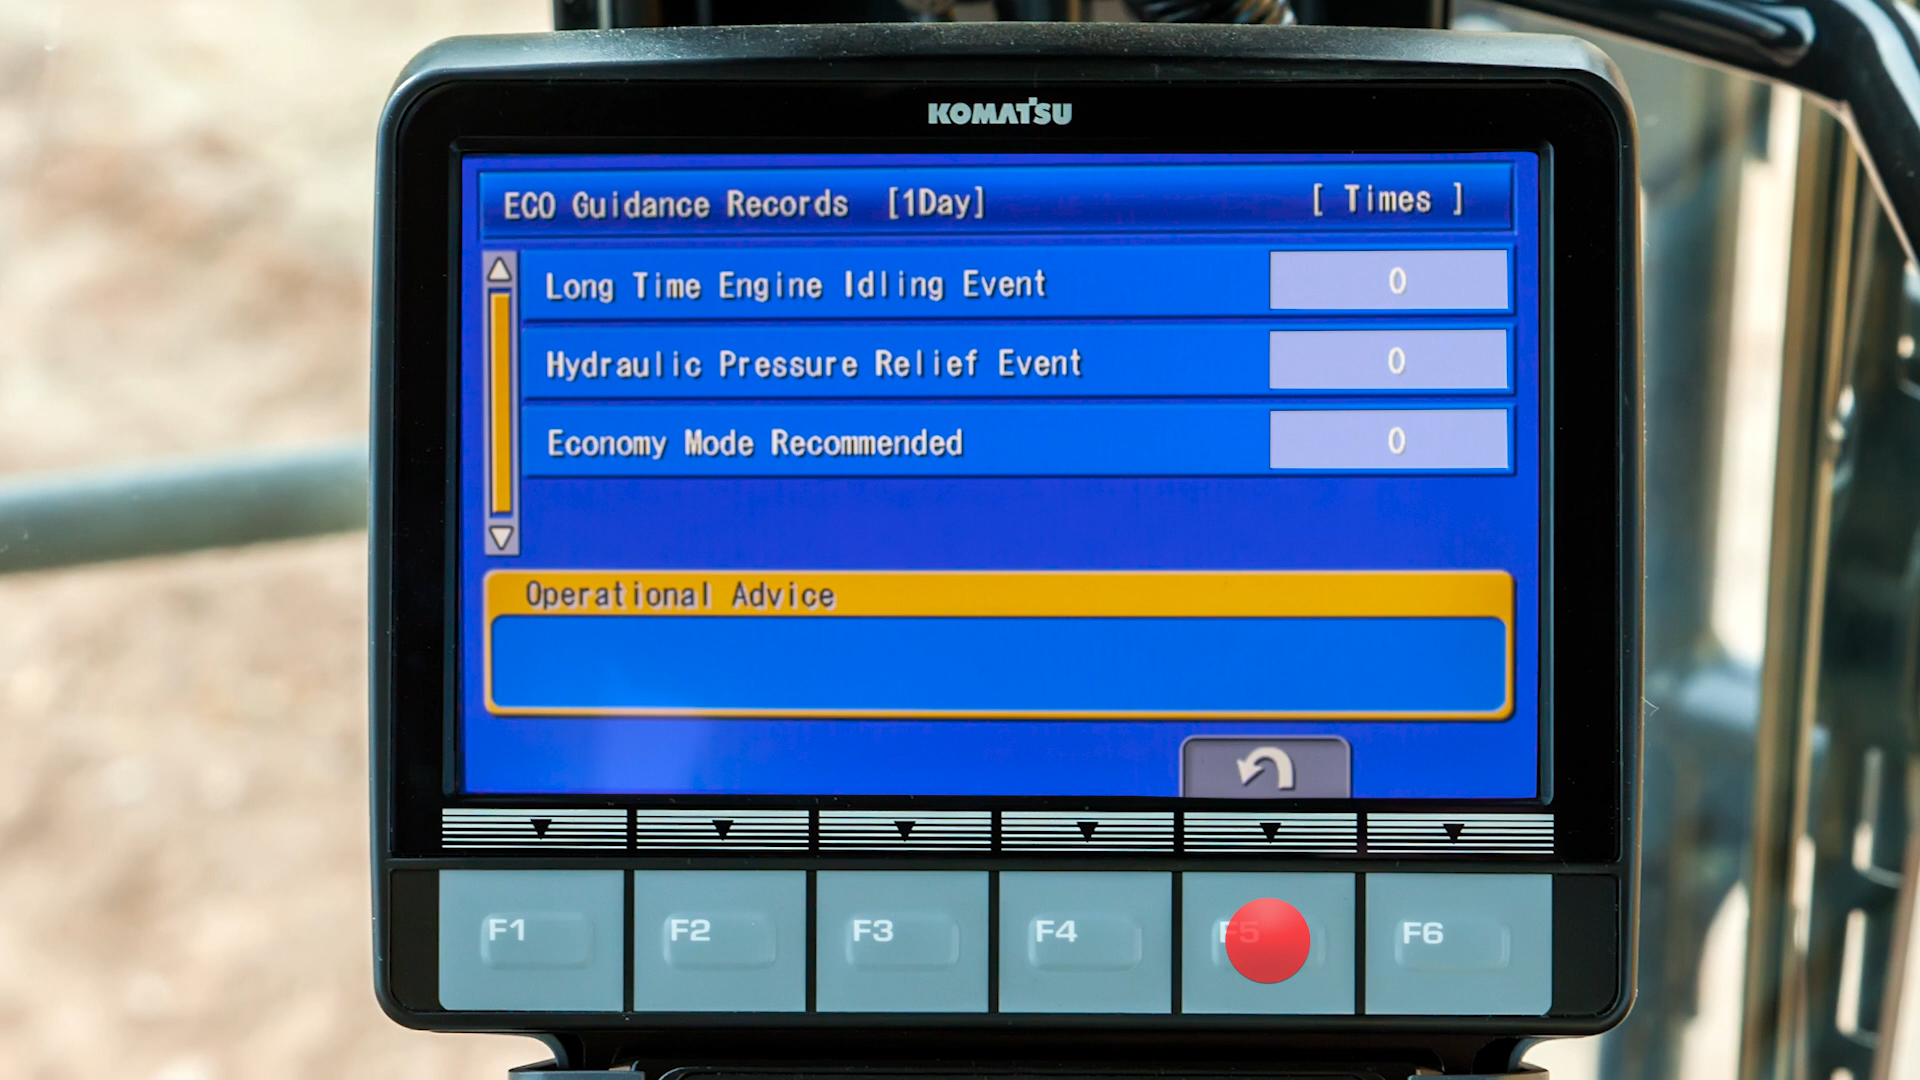 KOMATSU
ECO Guidance Records [1Day] [ Times ]
Long Time Engine Idling Event 0
Hydraulic Pressure Relief Event 0
Economy Mode Recommended 0
Operational Advice
F1 F2 F3 F4 F5 F6